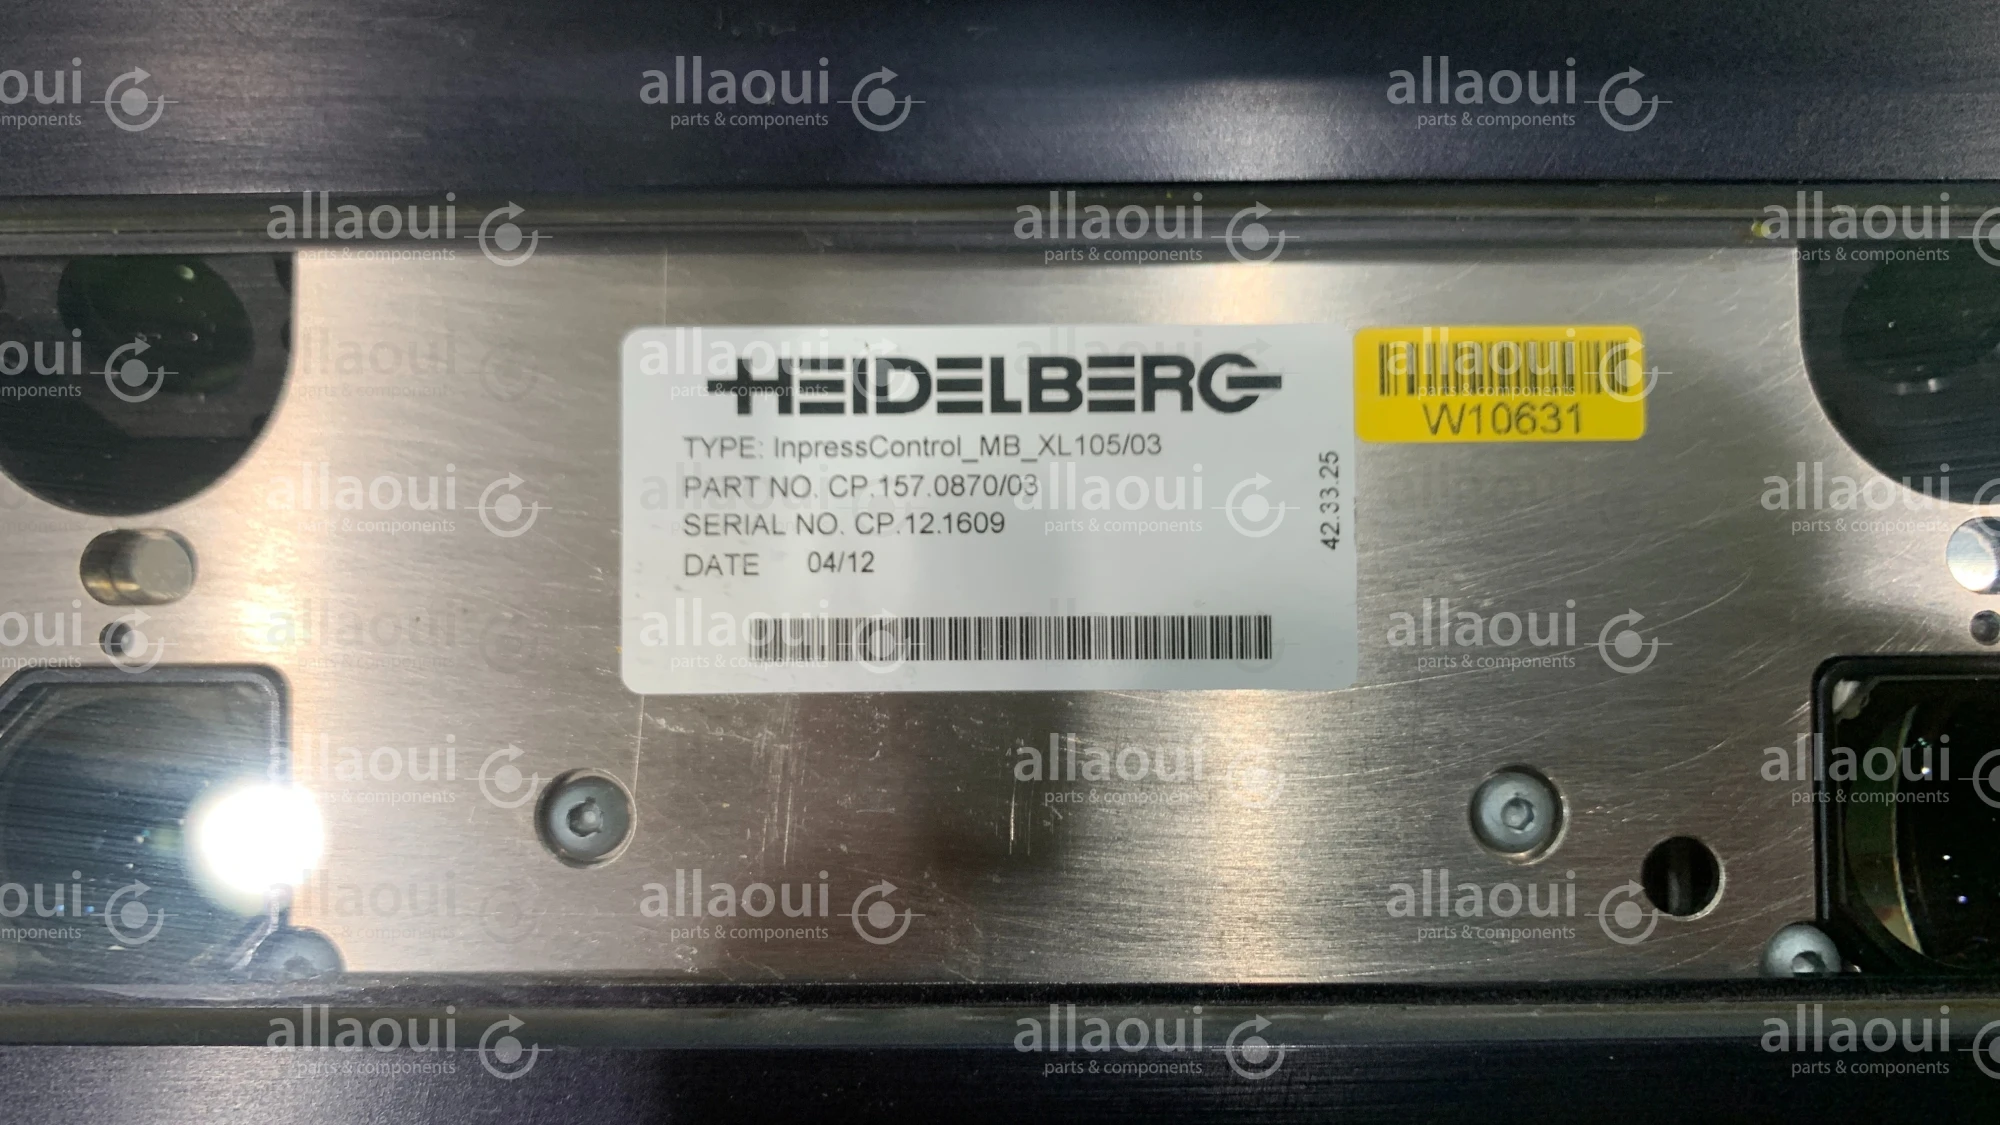 HEIDELBERG
TYPE: InpressControl_MB_XL105/03
PART NO. CP.157.0870/03
SERIAL NO. CP.12.1609
DATE 04/12
42.33.25
W10631
allaoui
parts & components